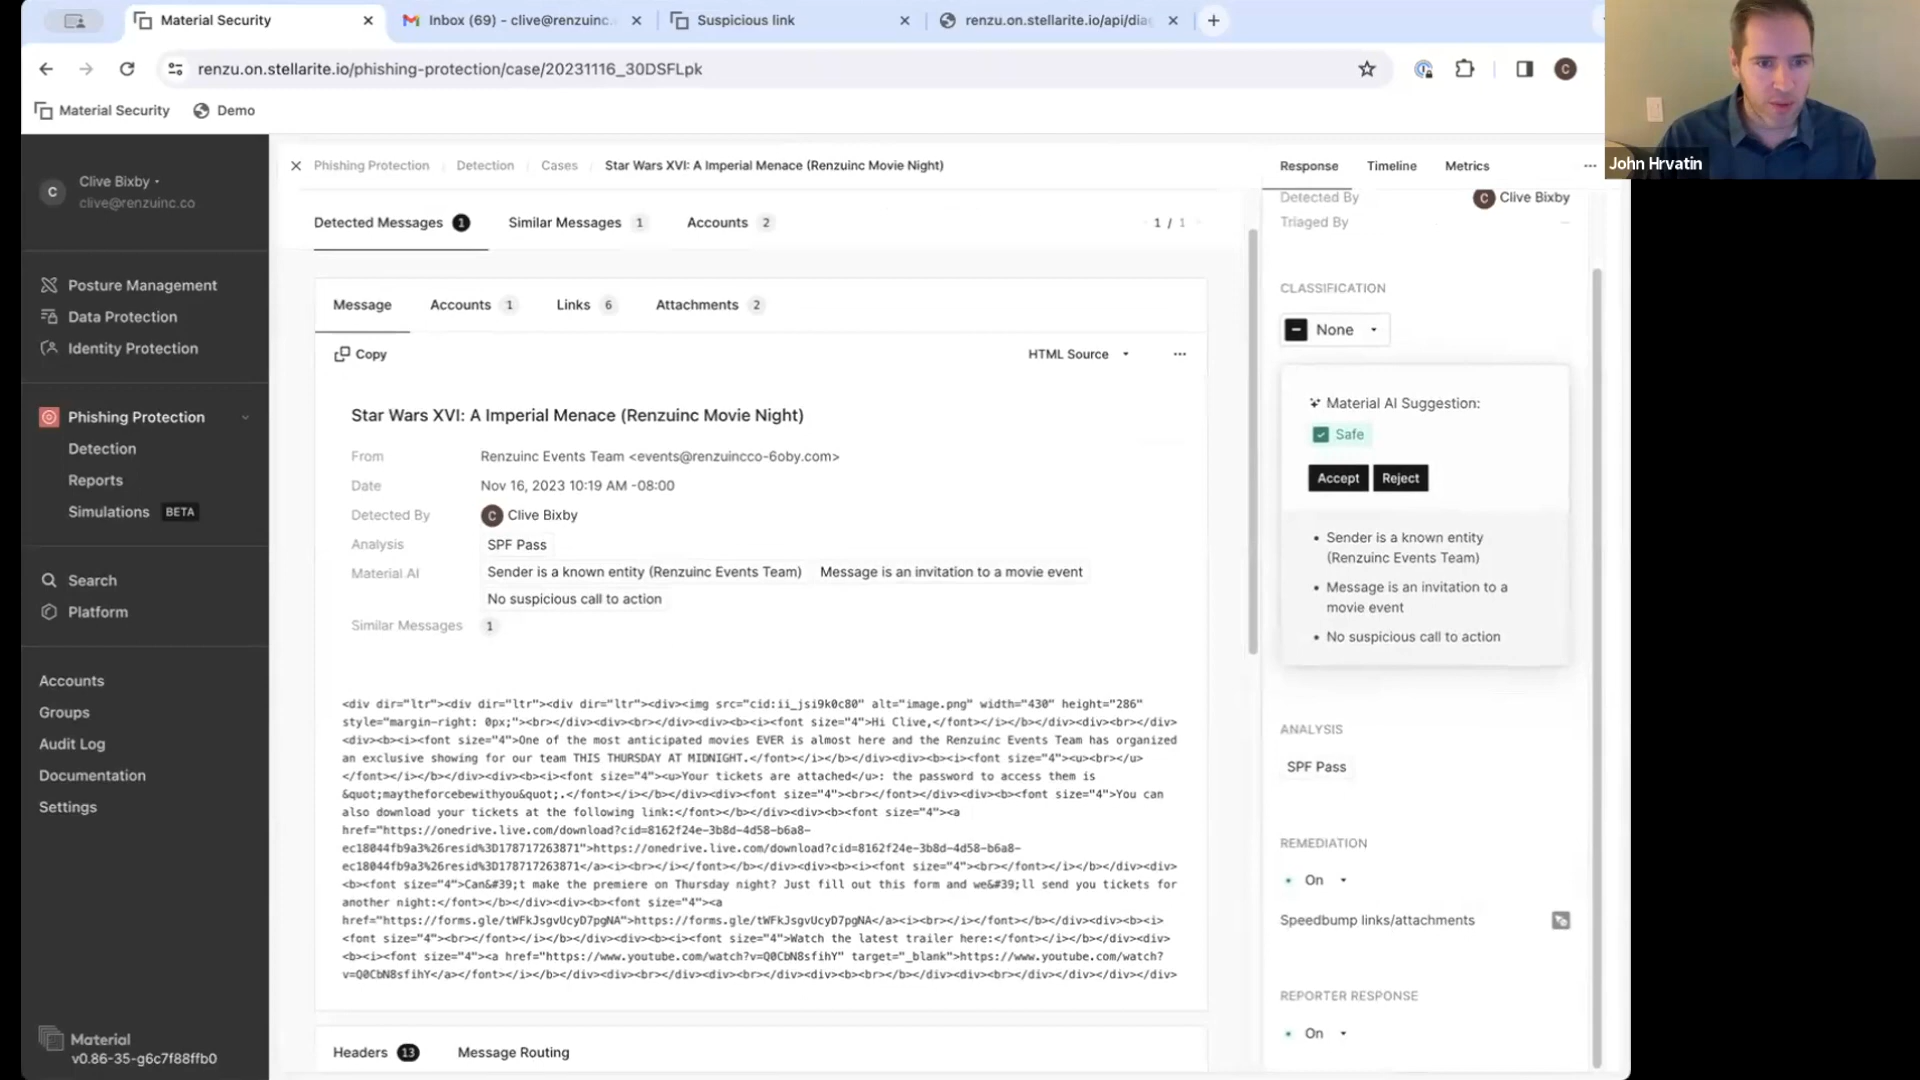 Material Security
Inbox (69) - clive@renzuinc.
Suspicious link
renzu.on.stellarite.io/api/dia
renzu.on.stellarite.io/phishing-protection/case/20231116_30DSFLpk
C
Material Security
Demo
John Hrvatin
C
Clive Bixby
clive@renzuinc.co
Posture Management
Data Protection
Identity Protection
Phishing Protection
Detection
Reports
Simulations BETA
Search
Platform
Accounts
Groups
Audit Log
Documentation
Settings
Material
v0.86-35-g6c7f88ffb0
Phishing Protection Detection Cases Star Wars XVI: A Imperial Menace (Renzuinc Movie Night)
Detected Messages 1 Similar Messages 1 Accounts 2 1 / 1
Message Accounts 1 Links 6 Attachments 2
Copy HTML Source
Star Wars XVI: A Imperial Menace (Renzuinc Movie Night)
From Renzuinc Events Team <events@renzuincco-6oby.com>
Date Nov 16, 2023 10:19 AM -08:00
Detected By C Clive Bixby
Analysis SPF Pass
Material AI Sender is a known entity (Renzuinc Events Team) Message is an invitation to a movie event
No suspicious call to action
Similar Messages 1
<div dir="ltr"><div dir="ltr"><div dir="ltr"><div><img src="cid:ii_jsi9k0c80" alt="image.png" width="430" height="286"
style="margin-right: 0px;"><br></div><div><br></div><div><b><i><font size="4">Hi Clive,</font></i></b></div><div><br></div>
<div><b><i><font size="4">One of the most anticipated movies EVER is almost here and the Renzuinc Events Team has organized
an exclusive showing for our team THIS THURSDAY AT MIDNIGHT.</font></i></b></div><div><b><i><font size="4"><u><br></u>
</font></i></b></div><div><b><i><font size="4"><u>Your tickets are attached</u>: the password to access them is
&quot;maytheforcebewithyou&quot;.</font></i></b></div><div><font size="4"><br></font></div><div><b><font size="4">You can
also download your tickets at the following link:</font></b></div><div><b><font size="4"><a
href="https://onedrive.live.com/download?cid=8162f24e-3b8d-4d58-b6a8-
ec18044fb9a3%26resid%3D178717263871">https://onedrive.live.com/download?cid=8162f24e-3b8d-4d58-b6a8-
ec18044fb9a3%26resid%3D178717263871</a><i><br></i></font></b></div><div><b><i><font size="4"><br></font></i></b></div><div>
<b><font size="4">Can&#39;t make the premiere on Thursday night? Just fill out this form and we&#39;ll send you tickets for
another night:</font></b></div><div><b><font size="4"><a
href="https://forms.gle/tWFkJsgvUcyD7pgNA">https://forms.gle/tWFkJsgvUcyD7pgNA</a><i><br></i></font></b></div><div><b><i>
<font size="4"><br></font></i></b></div><div><b><i><font size="4">Watch the latest trailer here:</font></i></b></div><div>
<b><i><font size="4"><a href="https://www.youtube.com/watch?v=Q0CbN8sfihY" target="_blank">https://www.youtube.com/watch?
v=Q0CbN8sfihY</a></font></i></b></div><div><br></div><div><br></div><div><b><br></b></div><div><br></div></div></div></div>
Headers 13 Message Routing
Response Timeline Metrics
Detected By C Clive Bixby
Triaged By
CLASSIFICATION
None
Material AI Suggestion:
Safe
Accept Reject
• Sender is a known entity
(Renzuinc Events Team)
• Message is an invitation to a
movie event
• No suspicious call to action
ANALYSIS
SPF Pass
REMEDIATION
On
Speedbump links/attachments
REPORTER RESPONSE
On